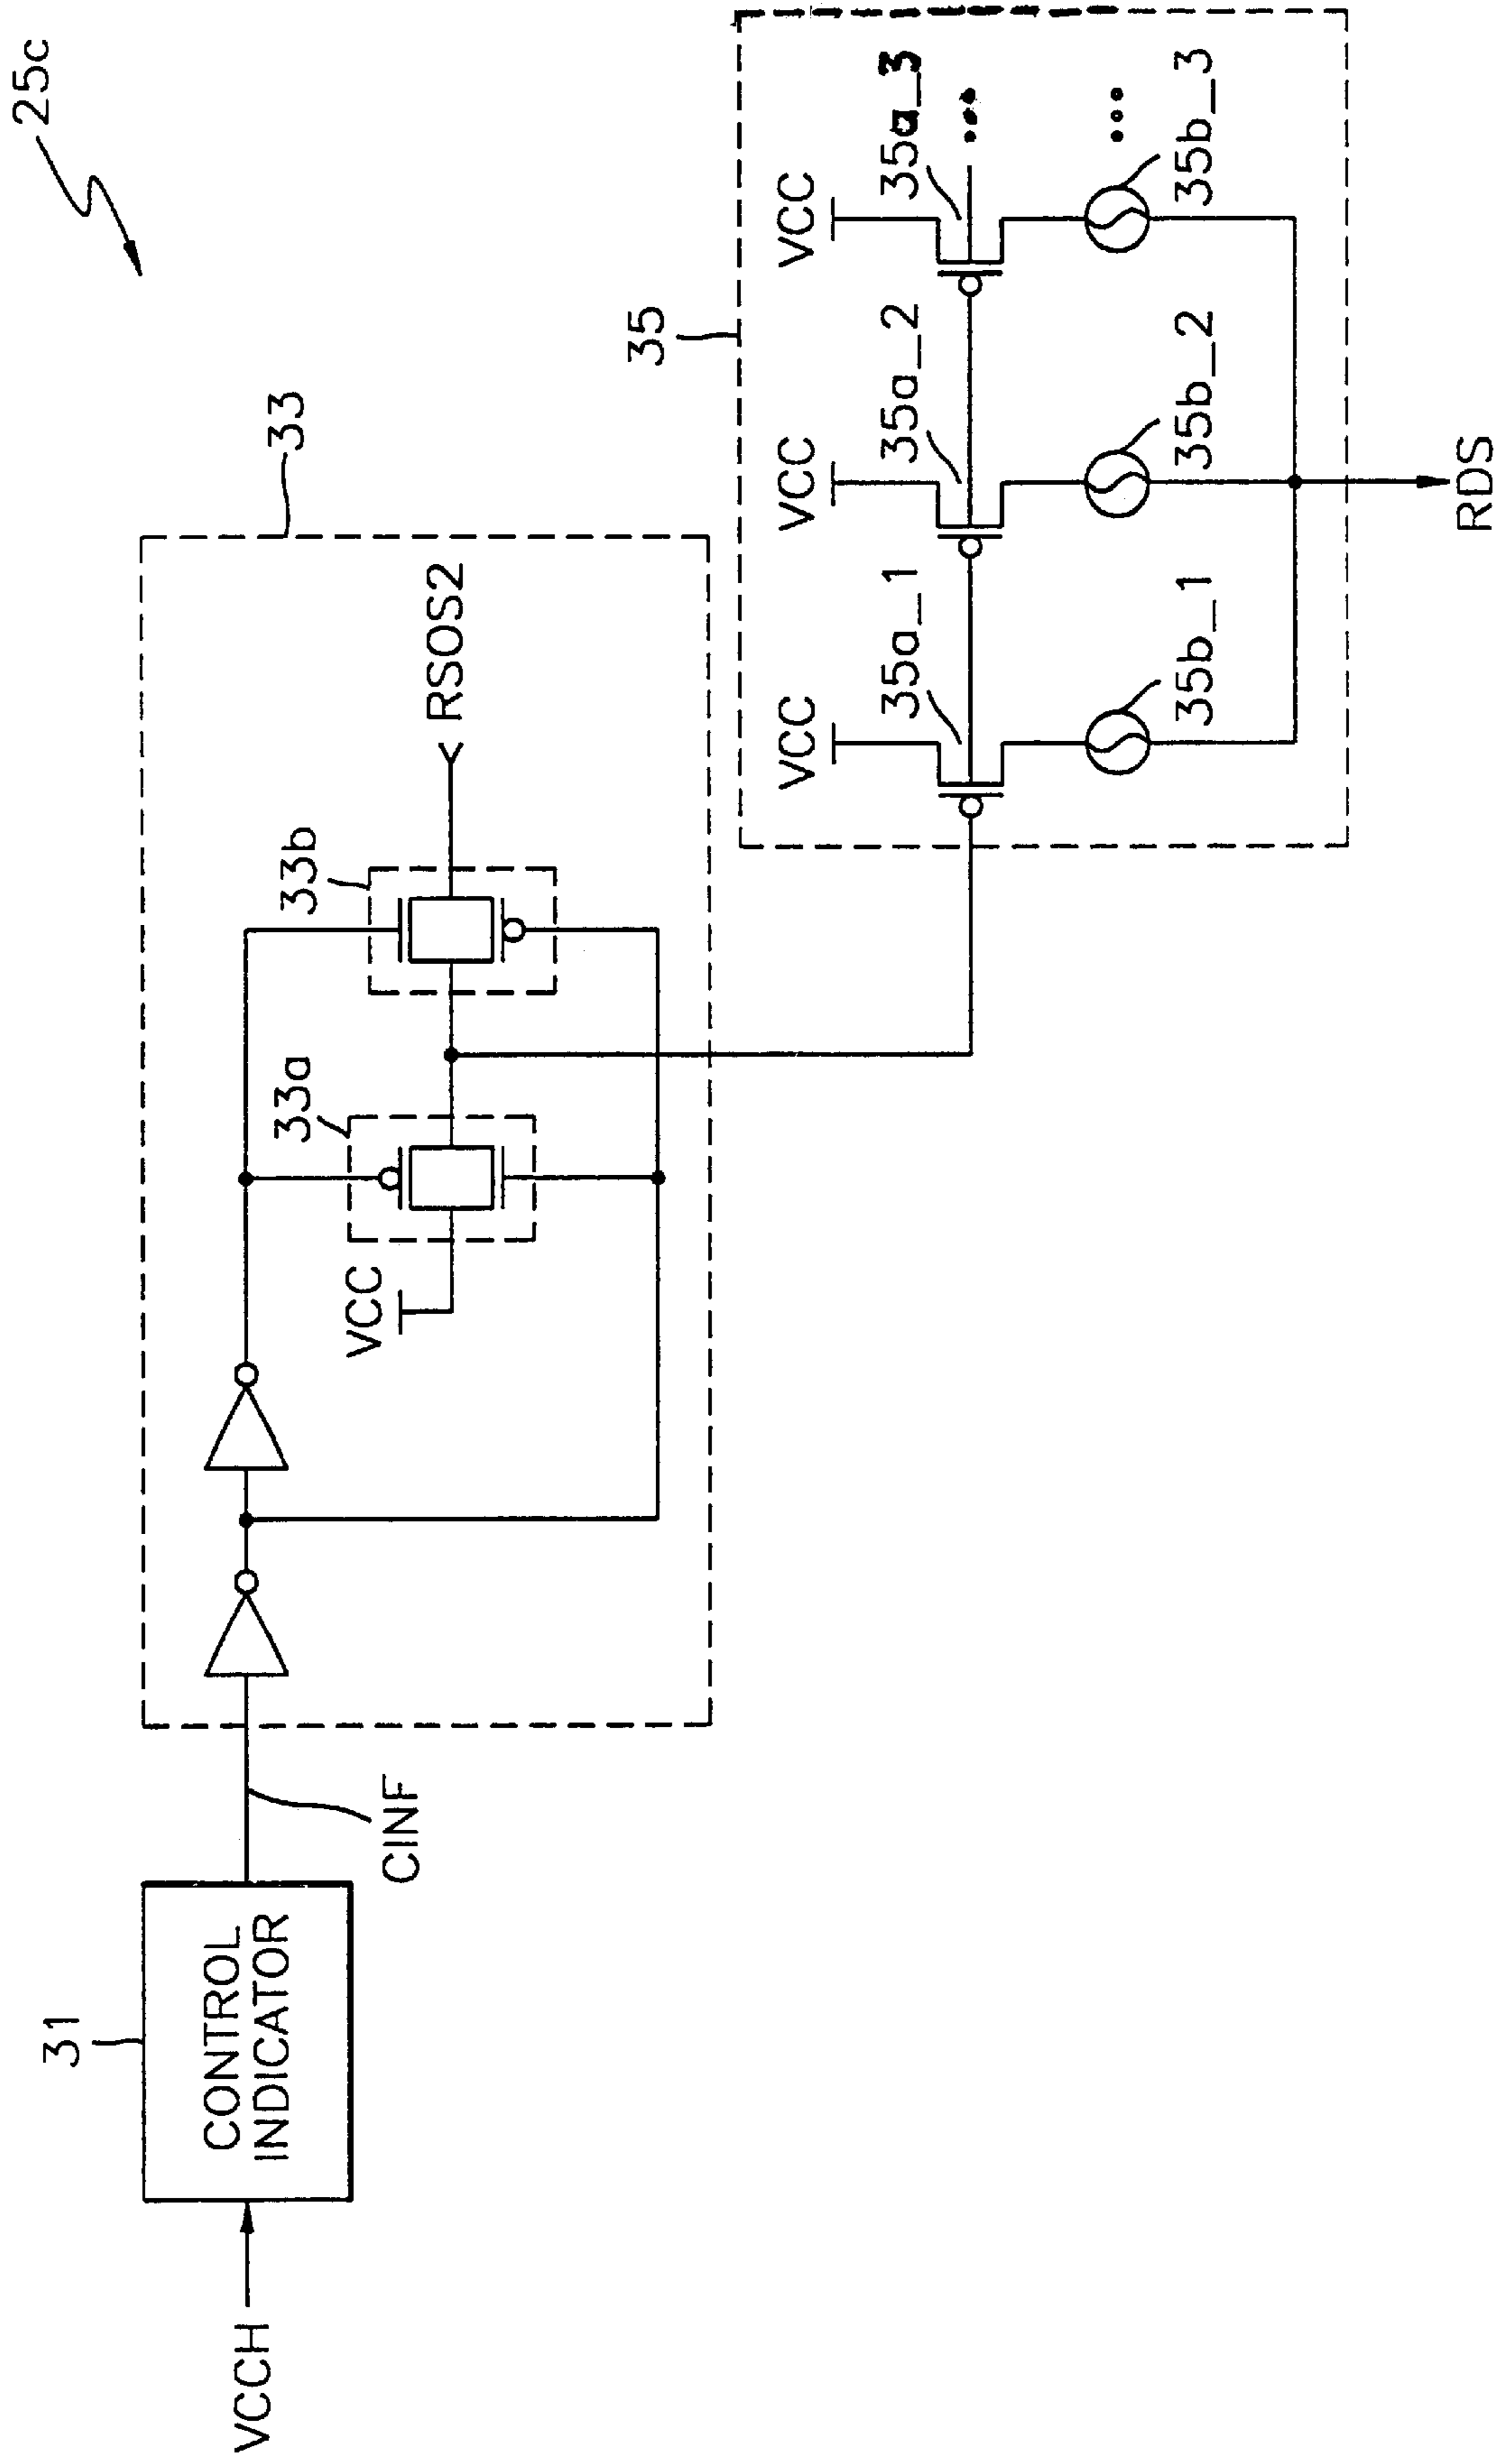 25c
31
VCCH
CONTROL
INDICATOR
CINF
33
VCC
33a
33b
RSOS2
35
VCC
VCC
VCC
35a_1
35a_2
35a_3
35b_1
35b_2
35b_3
RDS